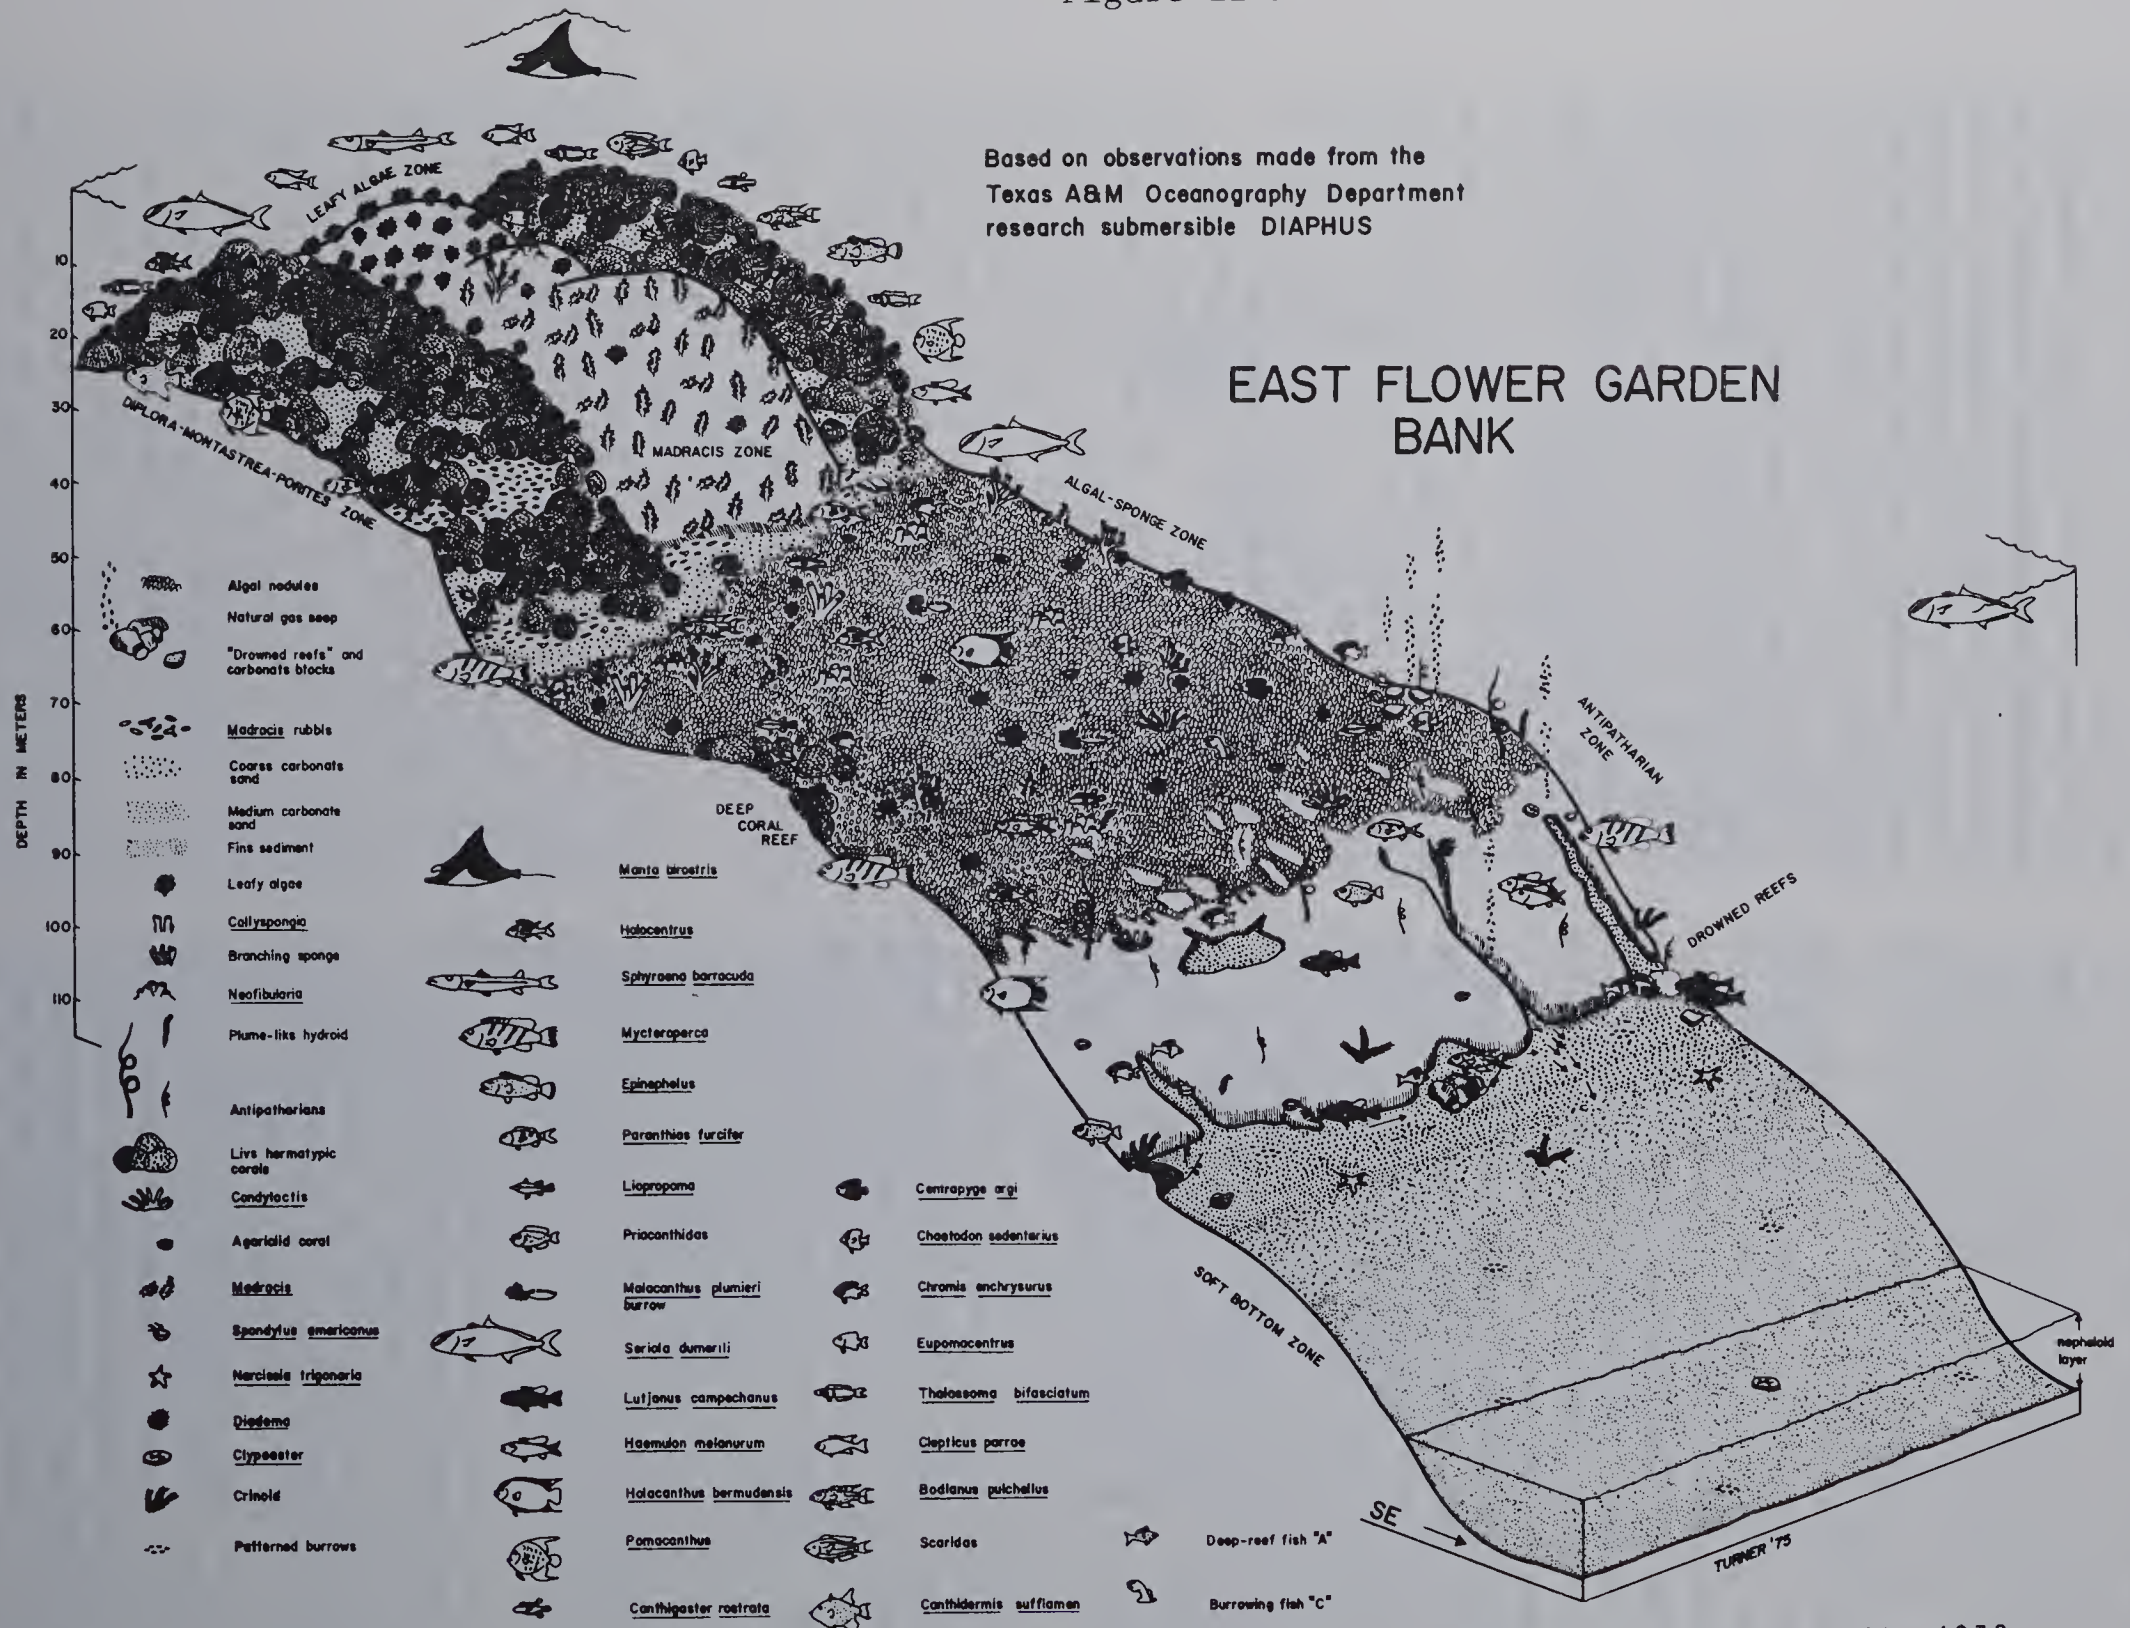 Based on observations made from the
Texas A&M Oceanography Department
research submersible DIAPHUS
EAST FLOWER GARDEN
BANK
LEAFY ALGAE ZONE
DIPLORA-MONTASTREA-PORITES ZONE
MADRACIS ZONE
ALGAL-SPONGE ZONE
ANTIPATHARIAN
ZONE
DEEP
CORAL
REEF
DROWNED REEFS
SOFT BOTTOM ZONE
nepheloid
layer
SE
TURNER '75
DEPTH IN METERS
10
20
30
40
50
60
70
80
90
100
110
Algal nodules
Natural gas seep
"Drowned reefs" and
carbonate blocks
Madracis rubble
Coarse carbonate
sand
Medium carbonate
sand
Fine sediment
Leafy algae
Callyspongia
Branching sponge
Neofibularia
Plume-like hydroid
Antipatharians
Live hermatypic
corals
Condylactis
Agariciid coral
Madracis
Spondylus americanus
Narcissia trigonaria
Diadema
Clypeaster
Crinoid
Patterned burrows
Manta birostris
Holocentrus
Sphyraena barracuda
Mycteroperca
Epinephelus
Paranthias furcifer
Liopropoma
Priacanthidae
Malacanthus plumieri
burrow
Seriola dumerili
Lutjanus campechanus
Haemulon melanurum
Holacanthus bermudensis
Pomacanthus
Canthigaster rostrata
Centropyge argi
Chaetodon sedentarius
Chromis enchrysurus
Eupomacentrus
Thalassoma bifasciatum
Clepticus parrae
Bodianus pulchellus
Scaridae
Canthidermis sufflamen
Deep-reef fish "A"
Burrowing fish "C"